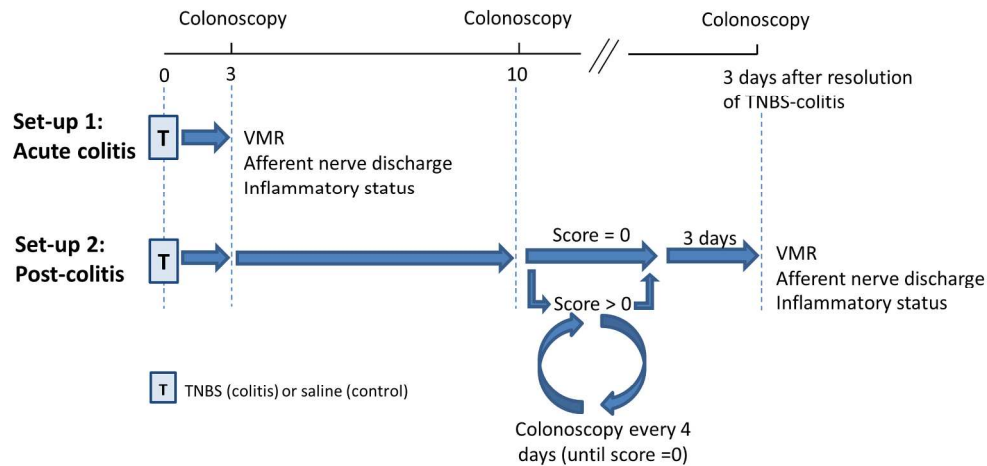 Colonoscopy
Colonoscopy
Colonoscopy
0
3
10
3 days after resolution
of TNBS-colitis
Set-up 1:
Acute colitis
T
VMR
Afferent nerve discharge
Inflammatory status
Set-up 2:
Post-colitis
T
Score = 0
3 days
Score > 0
VMR
Afferent nerve discharge
Inflammatory status
T
TNBS (colitis) or saline (control)
Colonoscopy every 4
days (until score =0)